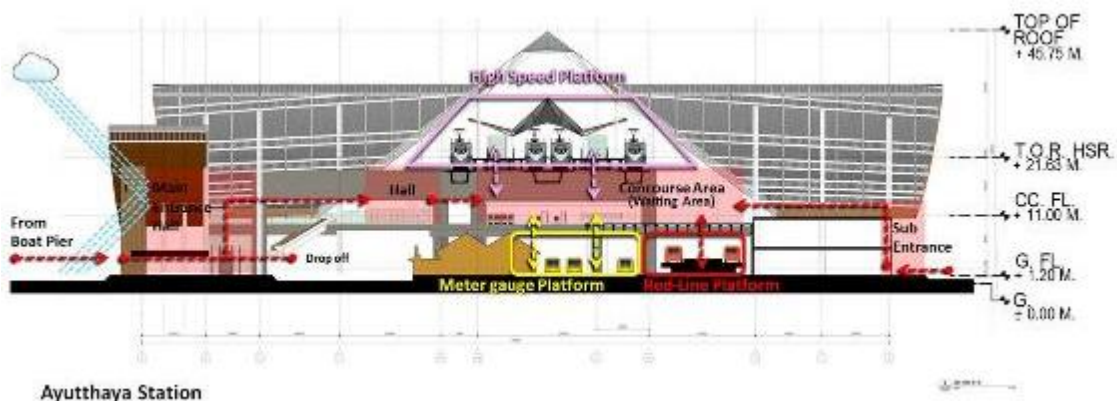 TOP OF
ROOF
+ 45.75 M.
High Speed Platform
T.O.R. HSR.
+ 21.63 M.
Main
Entrance
Hall
Hall
Concourse Area
(Waiting Area)
CC. FL.
+ 11.00 M.
From
Boat Pier
Drop off
Sub
Entrance
G. FL.
+ 1.20 M.
Meter gauge Platform
Red-Line Platform
G.
± 0.00 M.
Ayutthaya Station